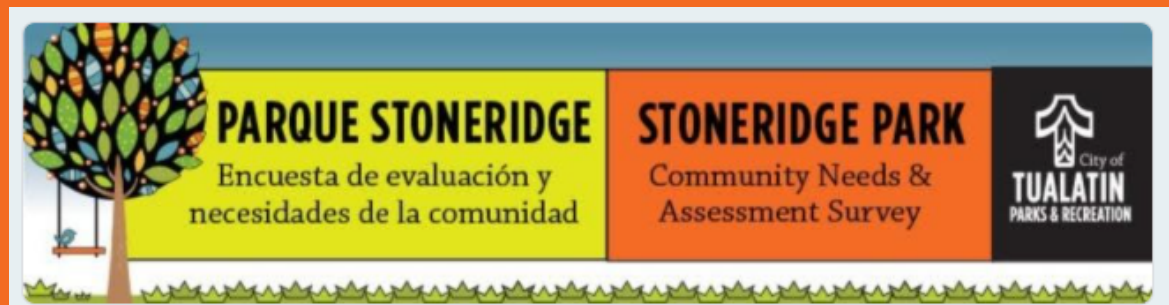 PARQUE STONERIDGE
Encuesta de evaluación y
necesidades de la comunidad
STONERIDGE PARK
Community Needs &
Assessment Survey
City of
TUALATIN
PARKS & RECREATION